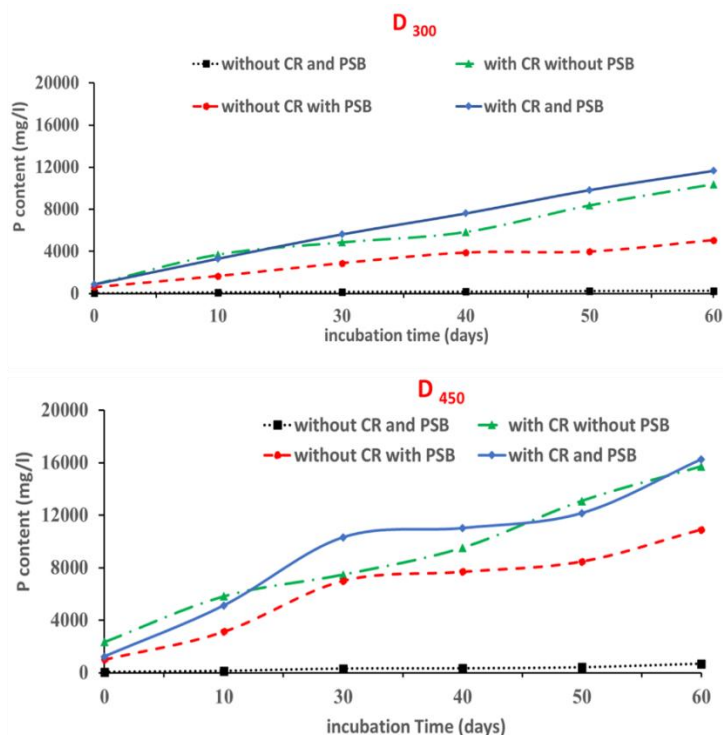 D 300
without CR and PSB
with CR without PSB
without CR with PSB
with CR and PSB
P content (mg/l)
20000
16000
12000
8000
4000
0
0 10 30 40 50 60
incubation time (days)
D 450
without CR and PSB
with CR without PSB
without CR with PSB
with CR and PSB
P content (mg/l)
20000
16000
12000
8000
4000
0
0 10 30 40 50 60
incubation Time (days)